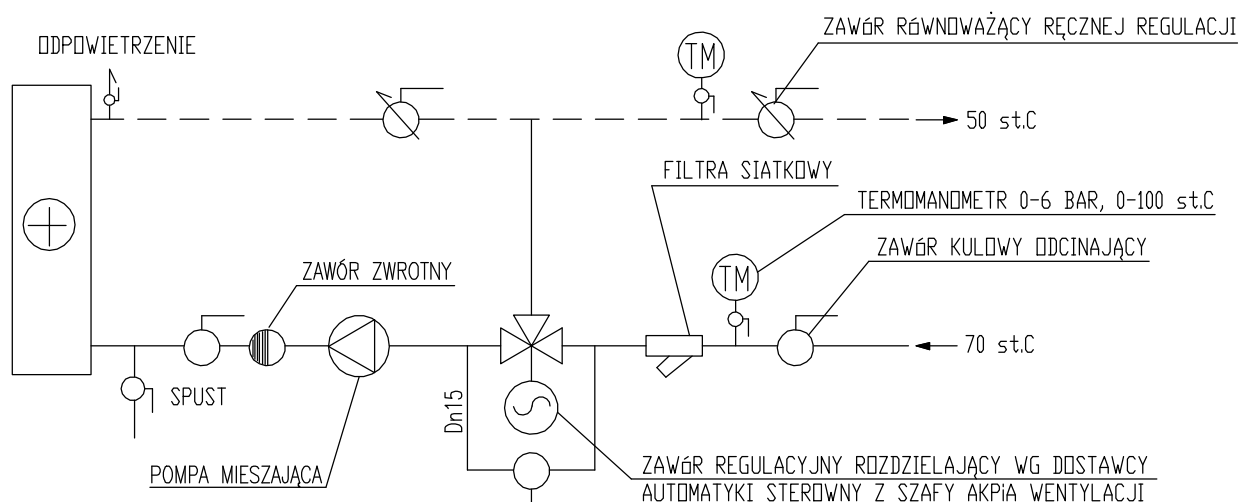 ZAWÓR RÓWNOWAŻĄCY RĘCZNEJ REGULACJI
ODPOWIETRZENIE
TM
50 st.C
FILTRA SIATKOWY
TERMOMANOMETR 0-6 BAR, 0-100 st.C
ZAWÓR KULOWY ODCINAJĄCY
ZAWÓR ZWROTNY
TM
70 st.C
SPUST
Dn15
POMPA MIESZAJĄCA
ZAWÓR REGULACYJNY ROZDZIELAJĄCY WG DOSTAWCY
AUTOMATYKI STEROWNY Z SZAFY AKPiA WENTYLACJI